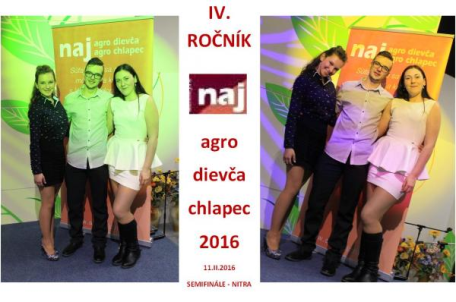 naj agro dievča
agro chlapec
IV.
ROČNÍK
naj
agro
dievča
chlapec
2016
11.II.2016
SEMIFINÁLE - NITRA
naj agro dievča
agro chlapec